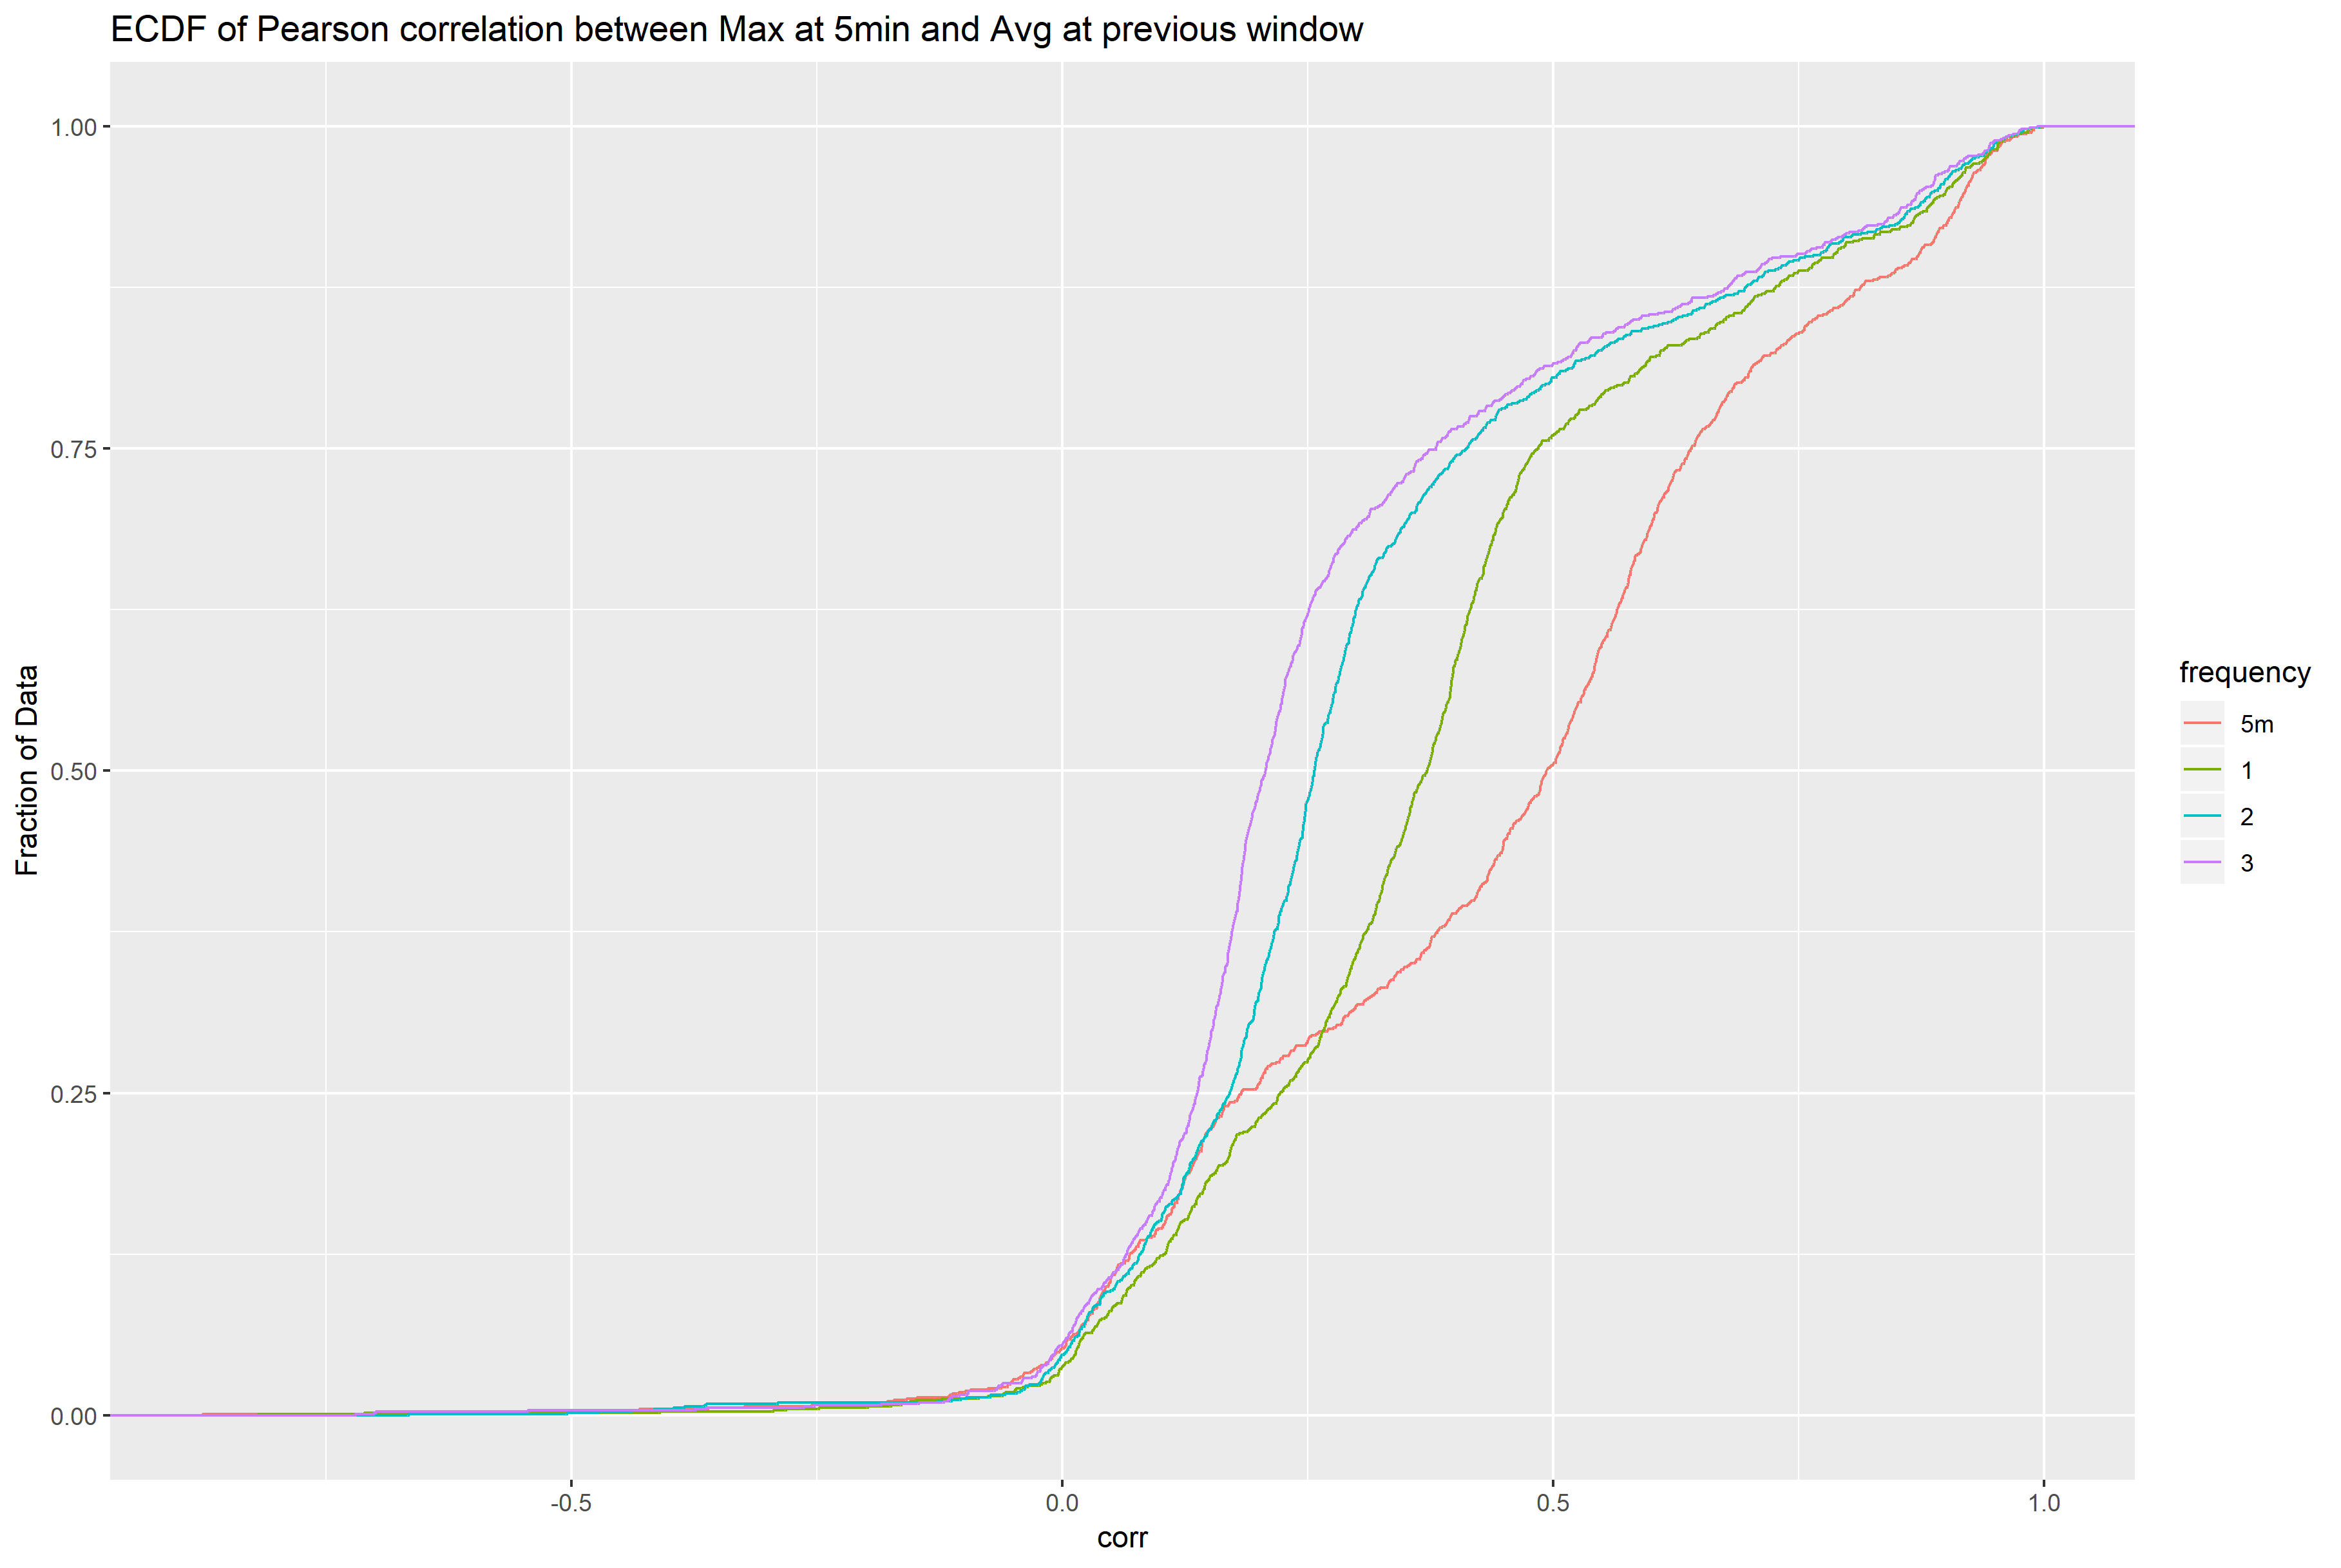 ECDF of Pearson correlation between Max at 5min and Avg at previous window
1.00
0.75
0.50
0.25
0.00
Fraction of Data
-0.5
0.0
0.5
1.0
corr
frequency
5m
1
2
3